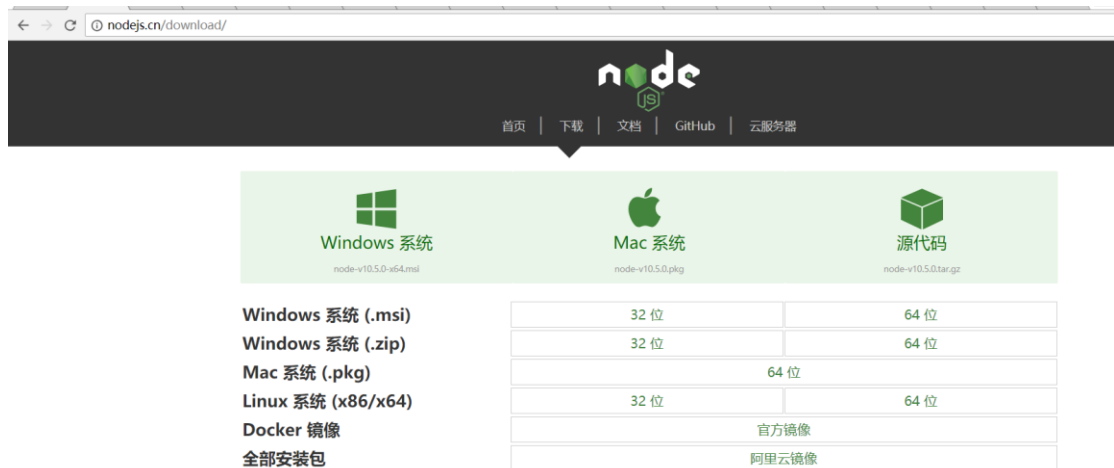 nodejs.cn/download/
node
JS
首页 | 下载 | 文档 | GitHub | 云服务器
Windows 系统 Mac 系统 源代码
node-v10.5.0-x64.msi node-v10.5.0.pkg node-v10.5.0.tar.gz
Windows 系统 (.msi) 32 位 64 位
Windows 系统 (.zip) 32 位 64 位
Mac 系统 (.pkg) 64 位
Linux 系统 (x86/x64) 32 位 64 位
Docker 镜像 官方镜像
全部安装包 阿里云镜像